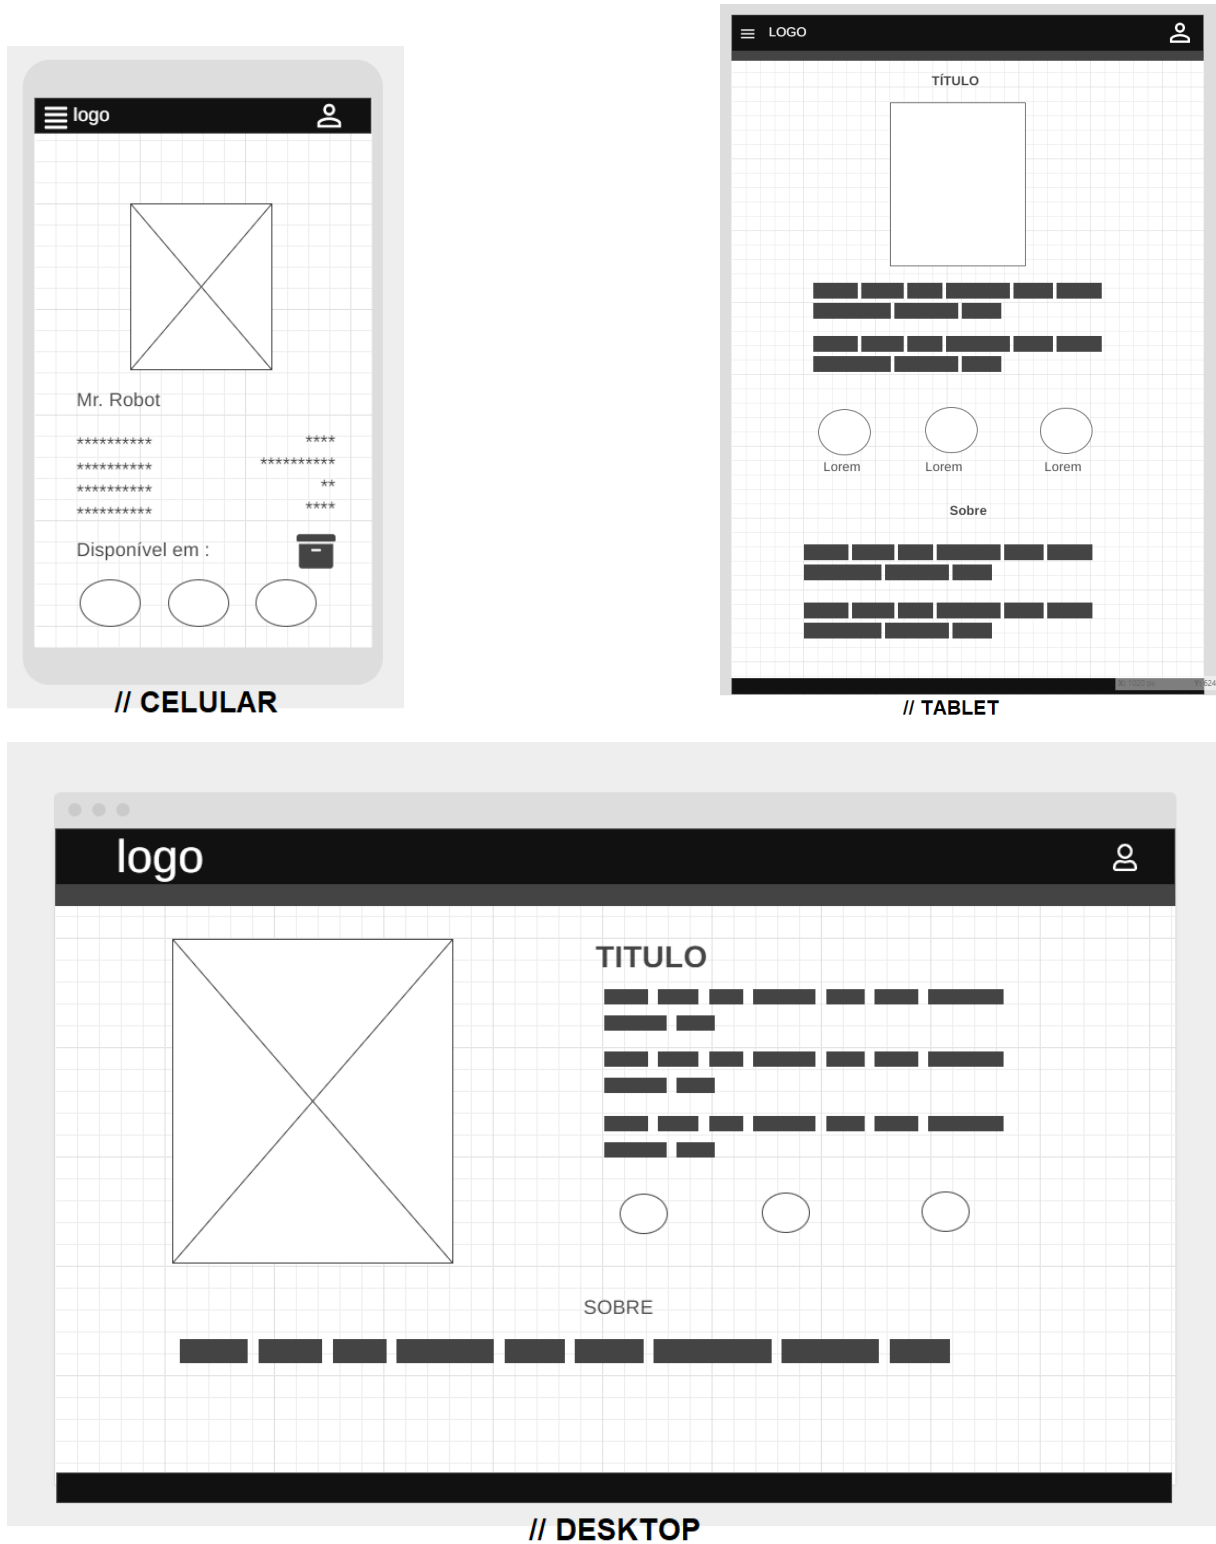 logo
Mr. Robot
********** ****
********** **********
********** **
********** ****
Disponível em :
// CELULAR
LOGO
TÍTULO
Lorem Lorem Lorem
Sobre
// TABLET
logo
TITULO
SOBRE
// DESKTOP